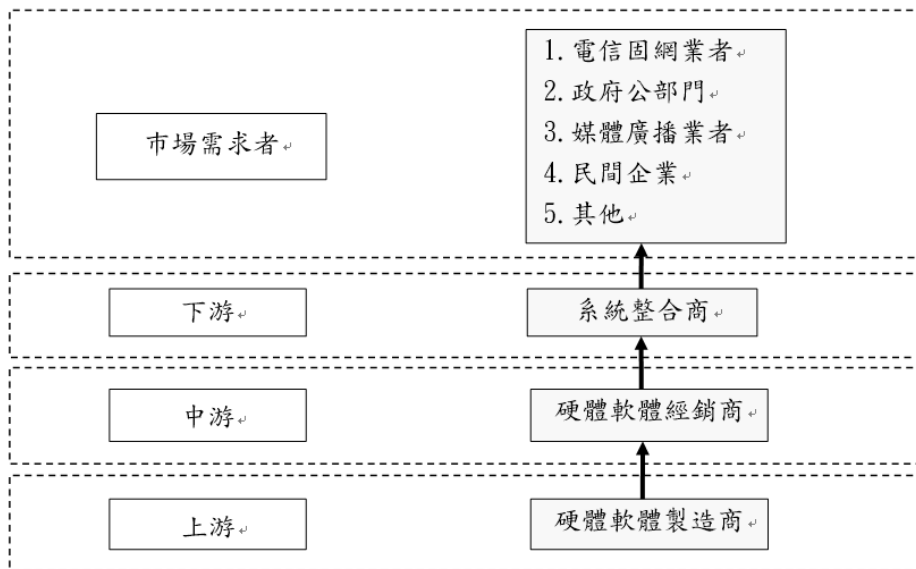 市場需求者
1. 電信固網業者
2. 政府公部門
3. 媒體廣播業者
4. 民間企業
5. 其他
下游
系統整合商
中游
硬體軟體經銷商
上游
硬體軟體製造商